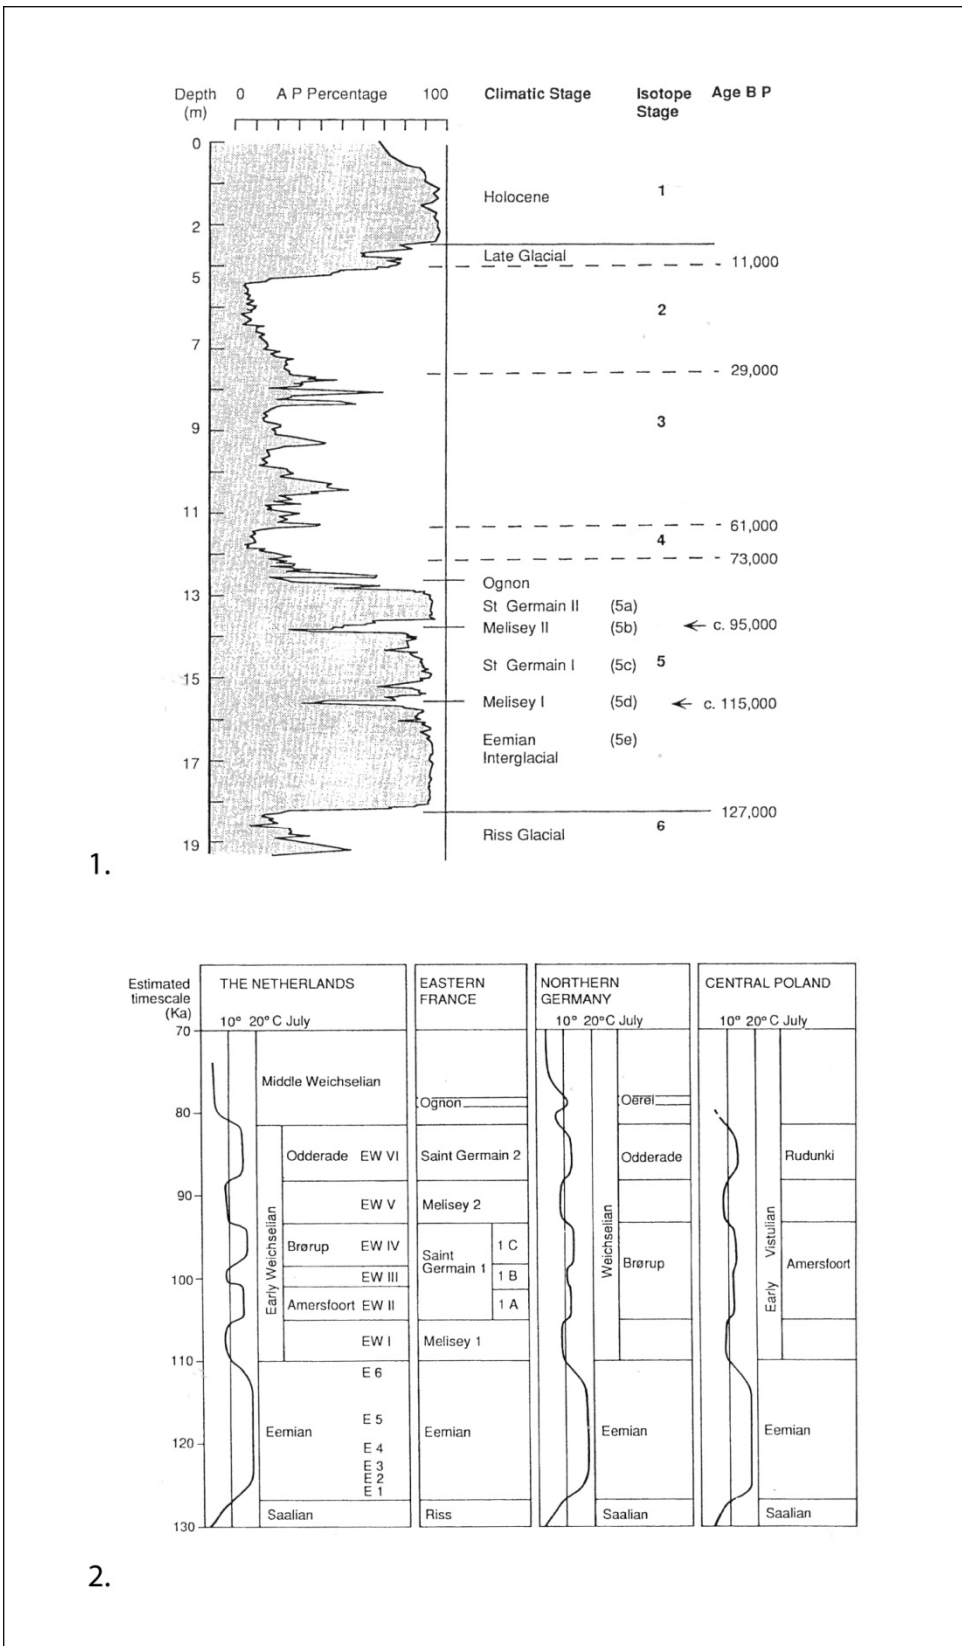 Depth (m) 0 A P Percentage 100 Climatic Stage Isotope Stage Age B P
0
Holocene 1
2
Late Glacial
11,000
5
2
7
29,000
3
9
11
61,000
4
73,000
Ognon
13
St Germain II (5a)
Melisey II (5b) ← c. 95,000
St Germain I (5c) 5
15
Melisey I (5d) ← c. 115,000
Eemian Interglacial (5e)
17
127,000
Riss Glacial 6
19
1.
Estimated timescale (Ka)
THE NETHERLANDS
10° 20°C July
EASTERN FRANCE
NORTHERN GERMANY
10° 20°C July
CENTRAL POLAND
10° 20°C July
70
80
90
100
110
120
130
Middle Weichselian
Early Weichselian
Odderade EW VI
EW V
Brørup EW IV
EW III
Amersfoort EW II
EW I
E 6
E 5
Eemian
E 4
E 3
E 2
E 1
Saalian
Ognon
Saint Germain 2
Melisey 2
Saint Germain 1
1 C
1 B
1 A
Melisey 1
Eemian
Riss
Weichselian
Oërel
Odderade
Brørup
Eemian
Saalian
Early Vistulian
Rudunki
Amersfoort
Eemian
Saalian
2.